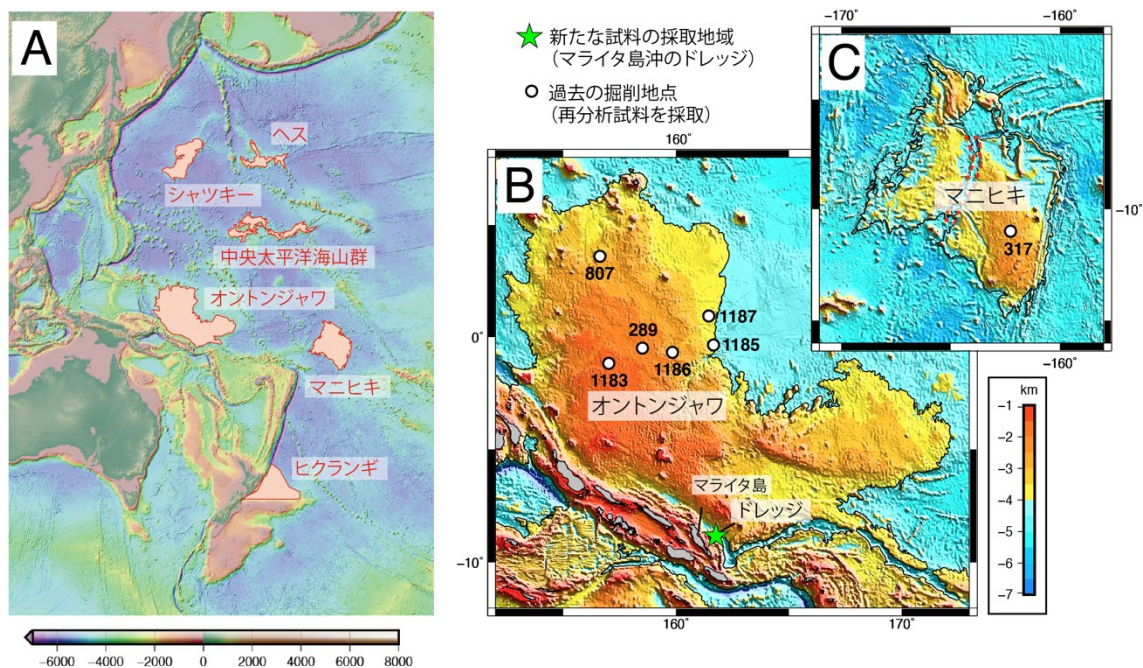 A
ヘス
シャツキー
中央太平洋海山群
オントンジャワ
マニヒキ
ヒクランギ
−6000 −4000 −2000 0 2000 4000 6000 8000
新たな試料の採取地域
(マライタ島沖のドレッジ)
過去の掘削地点
(再分析試料を採取)
160°
B
807
1187
289
1185
1183
1186
オントンジャワ
マライタ島
ドレッジ
0°
−10°
160° 170°
−170° −160°
C
マニヒキ
317
−10°
−160°
km
−1
−2
−3
−4
−5
−6
−7